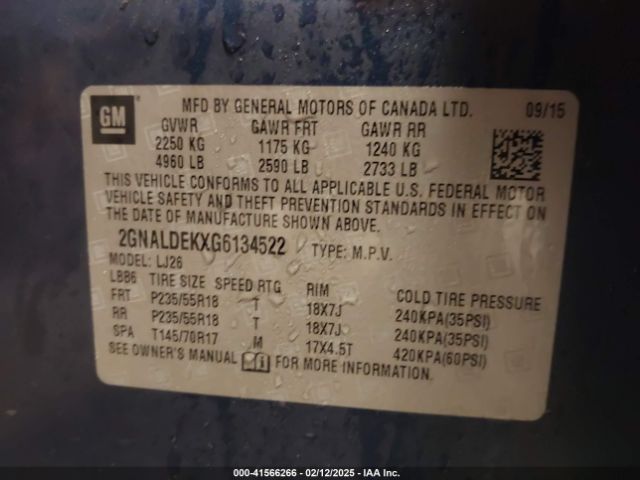 GM MFD BY GENERAL MOTORS OF CANADA LTD. 09/15
GVWR GAWR FRT GAWR RR
2250 KG 1175 KG 1240 KG
4960 LB 2590 LB 2733 LB
THIS VEHICLE CONFORMS TO ALL APPLICABLE U.S. FEDERAL MOTOR
VEHICLE SAFETY AND THEFT PREVENTION STANDARDS IN EFFECT ON
THE DATE OF MANUFACTURE SHOWN ABOVE.
2GNALDEKXG6134522 TYPE: M.P.V.
MODEL: LJ26
LBB6 TIRE SIZE SPEED RTG RIM COLD TIRE PRESSURE
FRT P235/55R18 T 18X7J 240KPA(35PSI)
RR P235/55R18 T 18X7J 240KPA(35PSI)
SPA T145/70R17 M 17X4.5T 420KPA(60PSI)
SEE OWNER'S MANUAL FOR MORE INFORMATION.
000-41566266 - 02/12/2025 - IAA Inc.